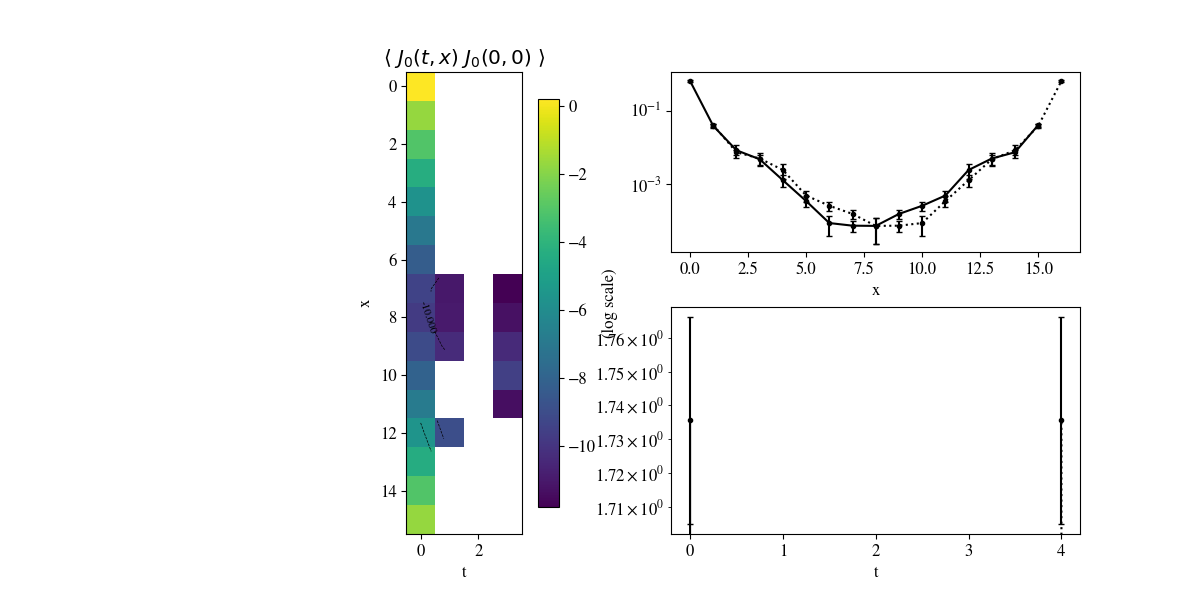 ⟨ J₀(t, x) J₀(0, 0) ⟩
0
2
4
6
8
10
12
14
x
0 2
t
-10.000
0
−2
−4
−6
−8
−10
(log scale)
10⁻¹
10⁻³
0.0 2.5 5.0 7.5 10.0 12.5 15.0
x
1.76 × 10⁰
1.75 × 10⁰
1.74 × 10⁰
1.73 × 10⁰
1.72 × 10⁰
1.71 × 10⁰
0 1 2 3 4
t